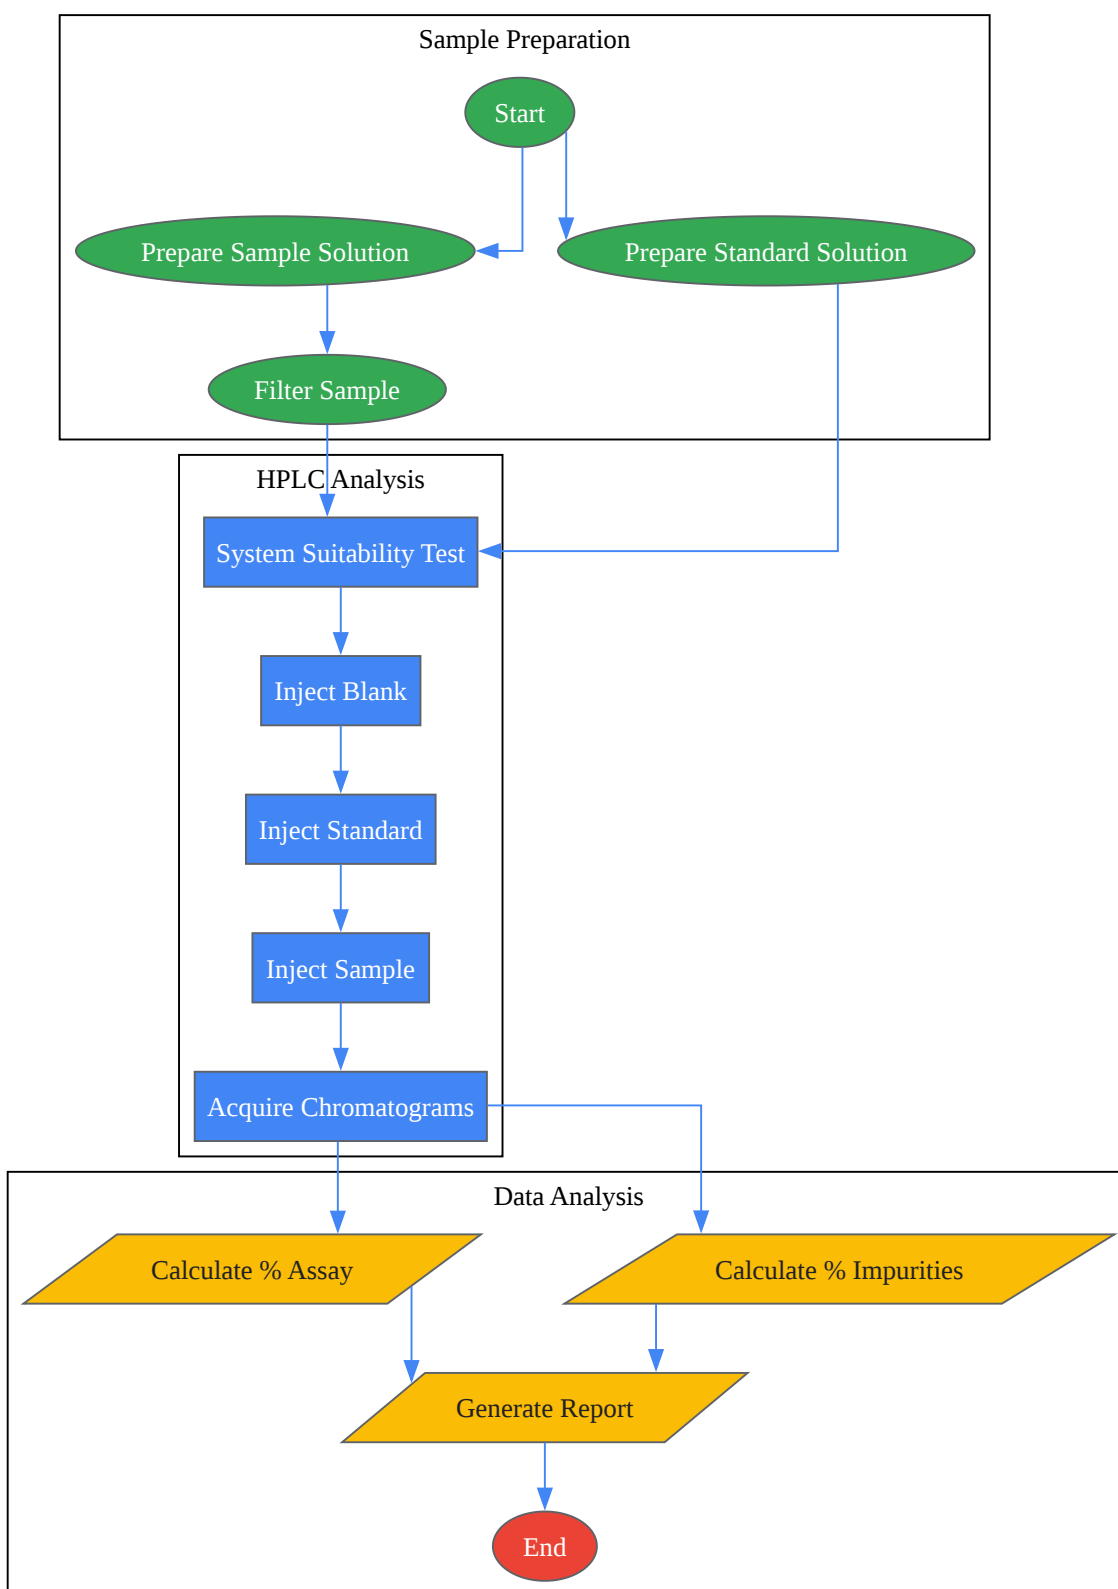 Sample Preparation
Start
Prepare Sample Solution
Prepare Standard Solution
Filter Sample
HPLC Analysis
System Suitability Test
Inject Blank
Inject Standard
Inject Sample
Acquire Chromatograms
Data Analysis
Calculate % Assay
Calculate % Impurities
Generate Report
End